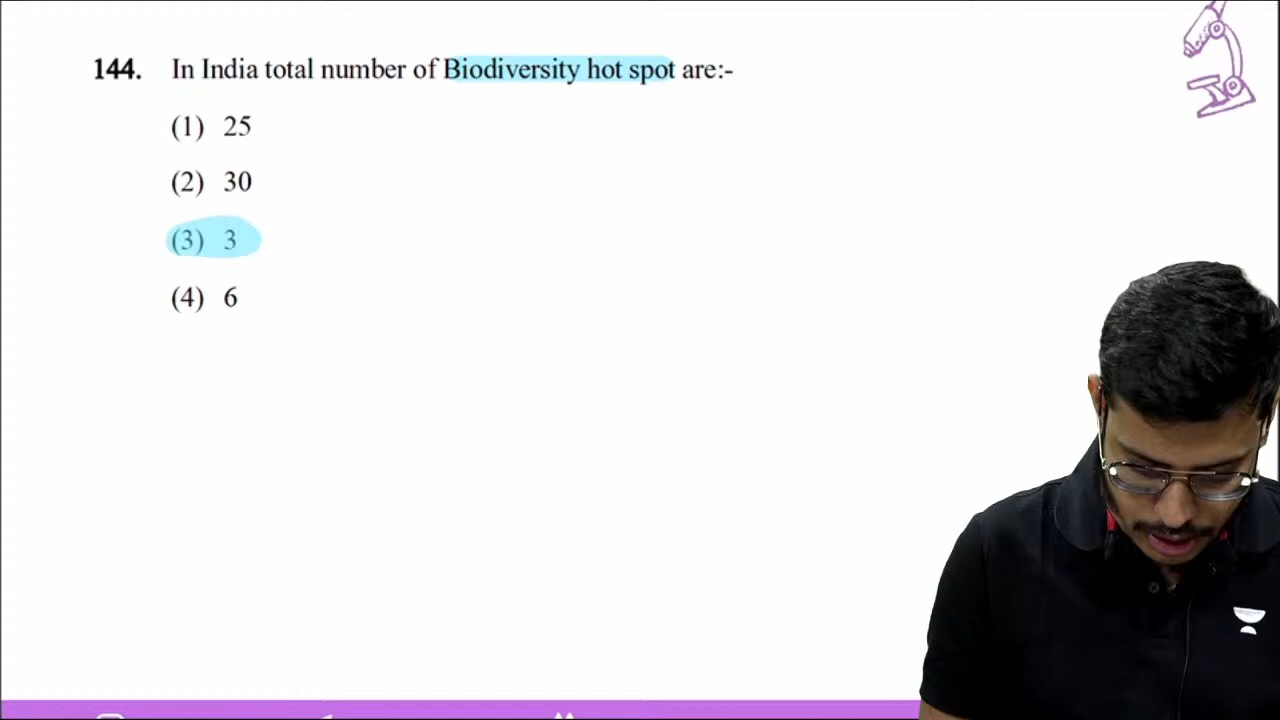 144. In India total number of Biodiversity hot spot are:-
(1) 25
(2) 30
(3) 3
(4) 6